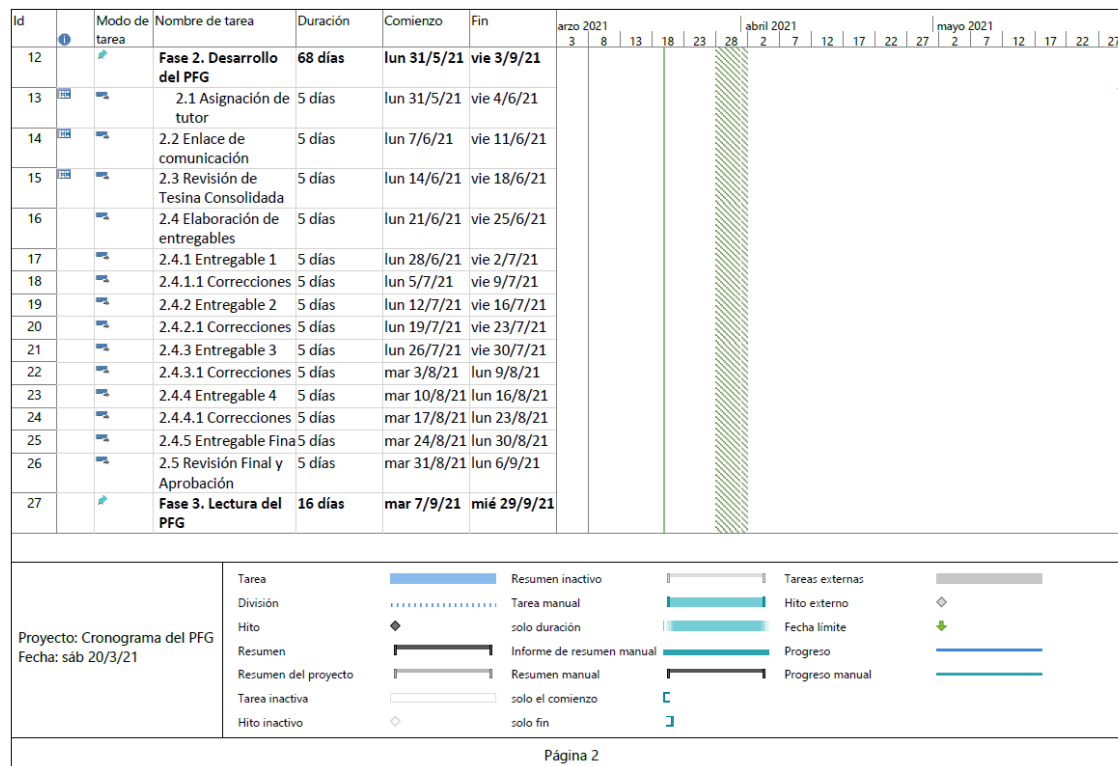 Id Modo de Nombre de tarea Duración Comienzo Fin arzo 2021 abril 2021 mayo 2021
tarea 3 8 13 18 23 28 2 7 12 17 22 27 2 7 12 17 22 27
12 Fase 2. Desarrollo 68 días lun 31/5/21 vie 3/9/21
del PFG
13 2.1 Asignación de 5 días lun 31/5/21 vie 4/6/21
tutor
14 2.2 Enlace de 5 días lun 7/6/21 vie 11/6/21
comunicación
15 2.3 Revisión de 5 días lun 14/6/21 vie 18/6/21
Tesina Consolidada
16 2.4 Elaboración de 5 días lun 21/6/21 vie 25/6/21
entregables
17 2.4.1 Entregable 1 5 días lun 28/6/21 vie 2/7/21
18 2.4.1.1 Correcciones 5 días lun 5/7/21 vie 9/7/21
19 2.4.2 Entregable 2 5 días lun 12/7/21 vie 16/7/21
20 2.4.2.1 Correcciones 5 días lun 19/7/21 vie 23/7/21
21 2.4.3 Entregable 3 5 días lun 26/7/21 vie 30/7/21
22 2.4.3.1 Correcciones 5 días mar 3/8/21 lun 9/8/21
23 2.4.4 Entregable 4 5 días mar 10/8/21 lun 16/8/21
24 2.4.4.1 Correcciones 5 días mar 17/8/21 lun 23/8/21
25 2.4.5 Entregable Fina 5 días mar 24/8/21 lun 30/8/21
26 2.5 Revisión Final y 5 días mar 31/8/21 lun 6/9/21
Aprobación
27 Fase 3. Lectura del 16 días mar 7/9/21 mié 29/9/21
PFG
Proyecto: Cronograma del PFG
Fecha: sáb 20/3/21
Tarea Resumen inactivo Tareas externas
División Tarea manual Hito externo
Hito solo duración Fecha límite
Resumen Informe de resumen manual Progreso
Resumen del proyecto Resumen manual Progreso manual
Tarea inactiva solo el comienzo
Hito inactivo solo fin
Página 2